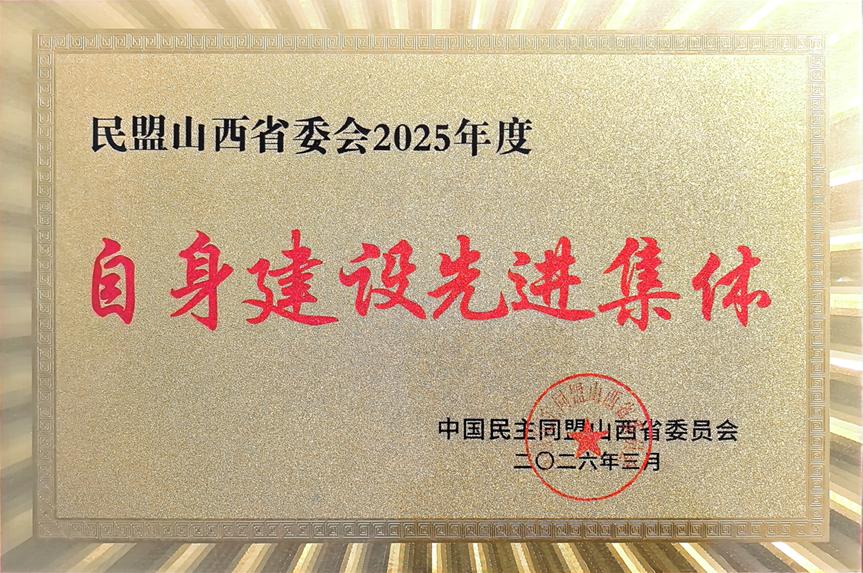 民盟山西省委会2025年度
自身建设先进集体
中国民主同盟山西省委员会
二〇二六年三月